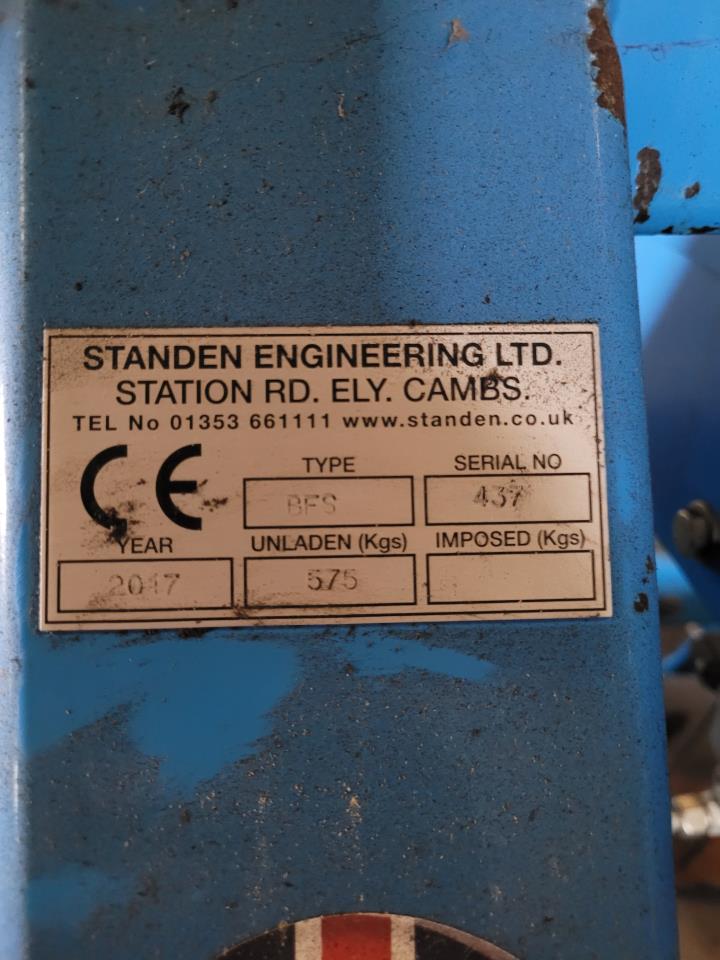 STANDEN ENGINEERING LTD.
STATION RD. ELY. CAMBS.
TEL No 01353 661111 www.standen.co.uk
CE
TYPE
SERIAL NO
BFS
437
YEAR
UNLADEN (Kgs)
IMPOSED (Kgs)
2017
575